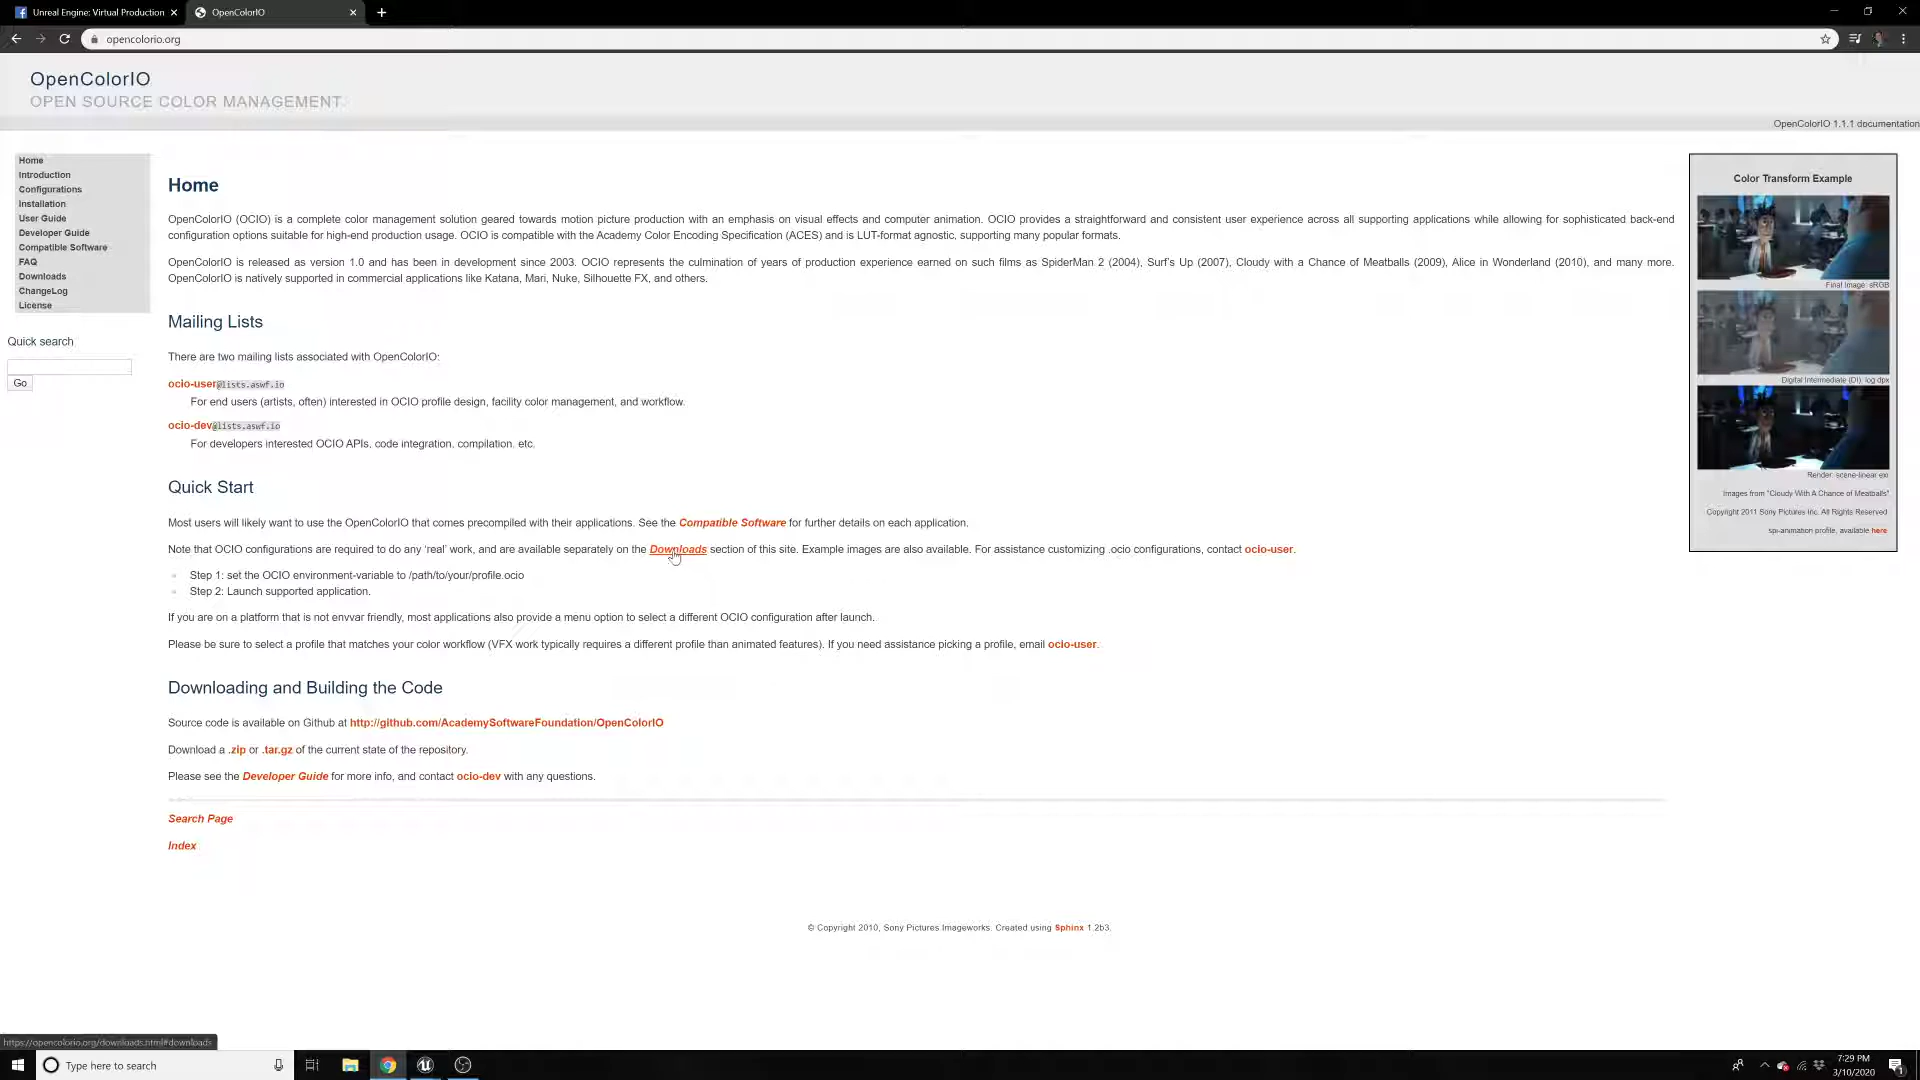 Unreal Engine: Virtual Production
OpenColorIO
opencolorio.org
OpenColorIO
OPEN SOURCE COLOR MANAGEMENT
OpenColorIO 1.1.1 documentation
Home
Introduction
Configurations
Installation
User Guide
Developer Guide
Compatible Software
FAQ
Downloads
ChangeLog
License
Quick search
Go
Home
OpenColorIO (OCIO) is a complete color management solution geared towards motion picture production with an emphasis on visual effects and computer animation. OCIO provides a straightforward and consistent user experience across all supporting applications while allowing for sophisticated back-end
configuration options suitable for high-end production usage. OCIO is compatible with the Academy Color Encoding Specification (ACES) and is LUT-format agnostic, supporting many popular formats.
OpenColorIO is released as version 1.0 and has been in development since 2003. OCIO represents the culmination of years of production experience earned on such films as SpiderMan 2 (2004), Surf's Up (2007), Cloudy with a Chance of Meatballs (2009), Alice in Wonderland (2010), and many more.
OpenColorIO is natively supported in commercial applications like Katana, Mari, Nuke, Silhouette FX, and others.
Mailing Lists
There are two mailing lists associated with OpenColorIO:
ocio-user@lists.aswf.io
For end users (artists, often) interested in OCIO profile design, facility color management, and workflow.
ocio-dev@lists.aswf.io
For developers interested OCIO APIs, code integration, compilation, etc.
Quick Start
Most users will likely want to use the OpenColorIO that comes precompiled with their applications. See the Compatible Software for further details on each application.
Note that OCIO configurations are required to do any 'real' work, and are available separately on the Downloads section of this site. Example images are also available. For assistance customizing .ocio configurations, contact ocio-user.
Step 1: set the OCIO environment-variable to /path/to/your/profile.ocio
Step 2: Launch supported application.
If you are on a platform that is not envvar friendly, most applications also provide a menu option to select a different OCIO configuration after launch.
Please be sure to select a profile that matches your color workflow (VFX work typically requires a different profile than animated features). If you need assistance picking a profile, email ocio-user.
Downloading and Building the Code
Source code is available on Github at http://github.com/AcademySoftwareFoundation/OpenColorIO
Download a .zip or .tar.gz of the current state of the repository.
Please see the Developer Guide for more info, and contact ocio-dev with any questions.
Search Page
Index
Color Transform Example
Final Image: sRGB
Digital Intermediate (DI): log dpx
Render: scene-linear exr
Images from "Cloudy With A Chance of Meatballs"
Copyright 2011 Sony Pictures Inc. All Rights Reserved
spi-animation profile, available here
© Copyright 2010, Sony Pictures Imageworks. Created using Sphinx 1.2b3.
https://opencolorio.org/downloads.html#downloads
Type here to search
7:29 PM
3/10/2020
1